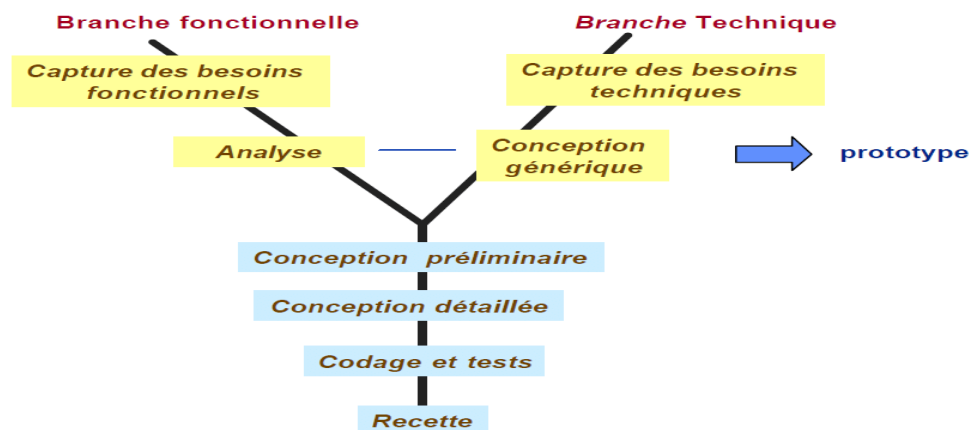 Branche fonctionnelle
Branche Technique
Capture des besoins
fonctionnels
Capture des besoins
techniques
Analyse
Conception
générique
prototype
Conception préliminaire
Conception détaillée
Codage et tests
Recette